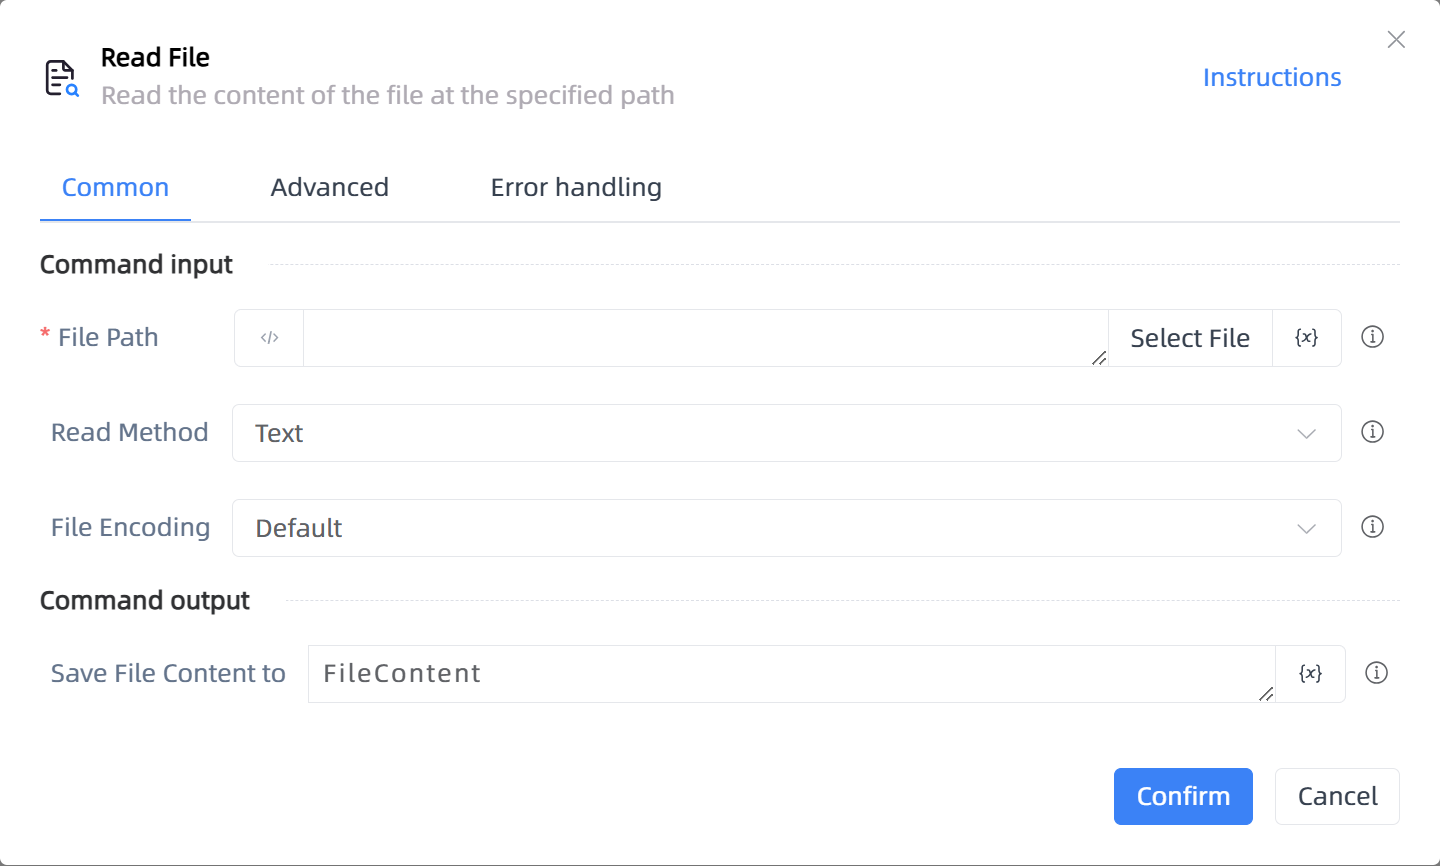 Read File
Read the content of the file at the specified path
Instructions
Common
Advanced
Error handling
Command input
* File Path
</>
Select File
{x}
Read Method
Text
File Encoding
Default
Command output
Save File Content to
FileContent
{x}
Confirm
Cancel